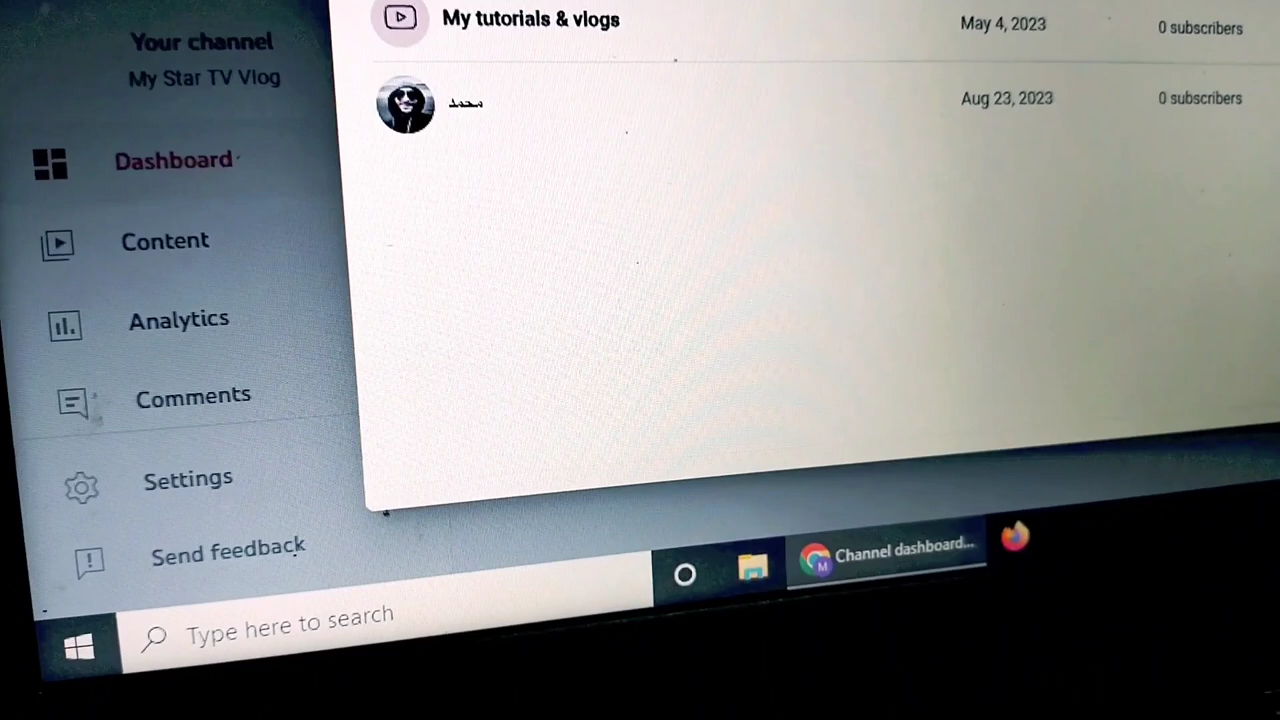 Your channel
My Star TV Vlog
Dashboard
Content
Analytics
Comments
Settings
Send feedback
My tutorials & vlogs May 4, 2023 0 subscribers
محمد Aug 23, 2023 0 subscribers
Type here to search
M
Channel dashboard...